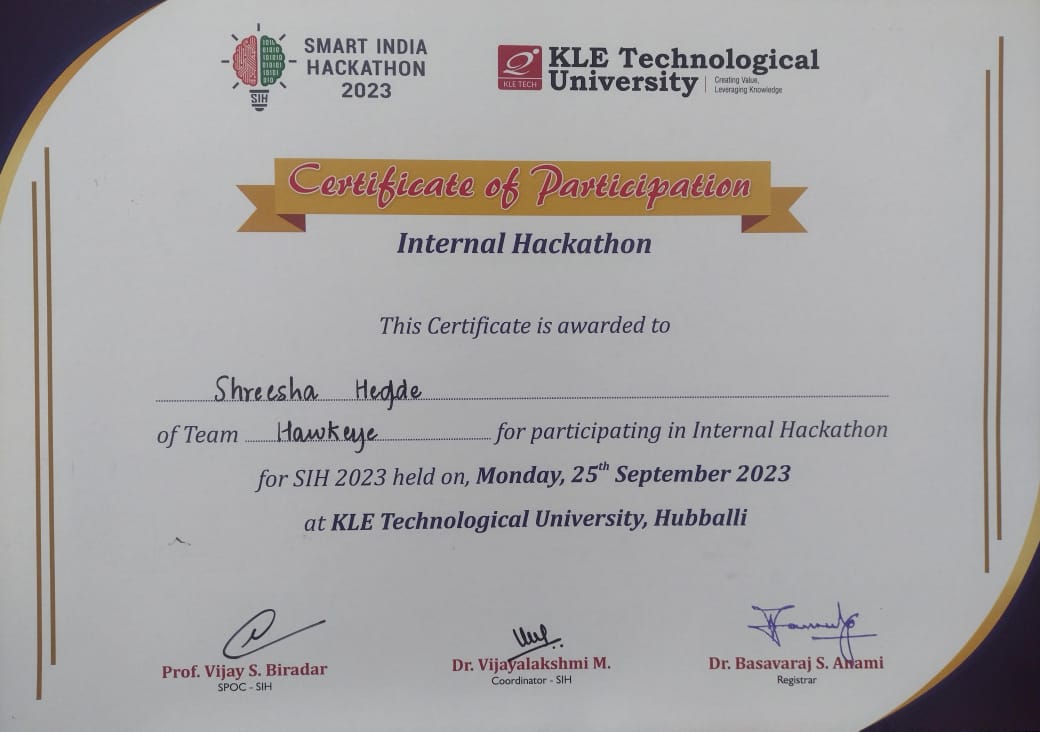 SMART INDIA
HACKATHON
2023
SIH
KLE TECH
KLE Technological
University
Creating Value,
Leveraging Knowledge
Certificate of Participation
Internal Hackathon
This Certificate is awarded to
Shreesha Hegde
of Team Hawkeye for participating in Internal Hackathon
for SIH 2023 held on, Monday, 25th September 2023
at KLE Technological University, Hubballi
Prof. Vijay S. Biradar
SPOC - SIH
Dr. Vijayalakshmi M.
Coordinator - SIH
Dr. Basavaraj S. Anami
Registrar